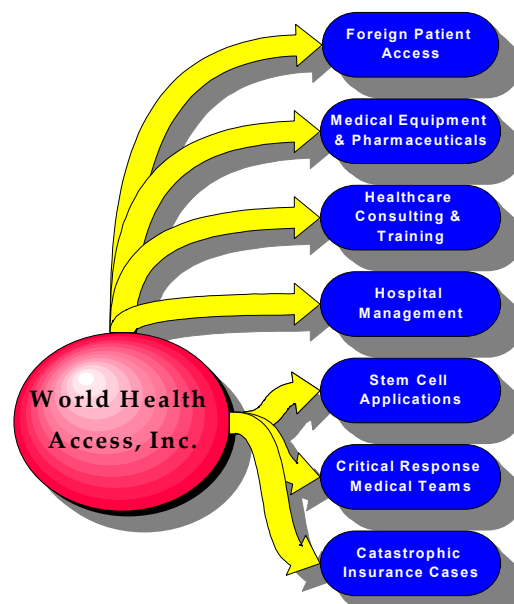 Foreign Patient
Access
Medical Equipment
& Pharmaceuticals
Healthcare
Consulting &
Training
Hospital
Management
World Health
Access, Inc.
Stem Cell
Applications
Critical Response
Medical Teams
Catastrophic
Insurance Cases